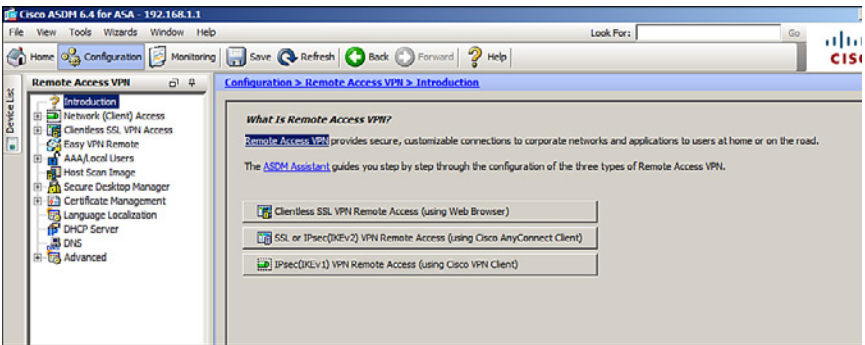 Cisco ASDM 6.4 for ASA - 192.168.1.1
File View Tools Wizards Window Help
Look For: Go
Home Configuration Monitoring Save Refresh Back Forward Help
CISC
Device List
Remote Access VPN
Introduction
Network (Client) Access
Clientless SSL VPN Access
Easy VPN Remote
AAA/Local Users
Host Scan Image
Secure Desktop Manager
Certificate Management
Language Localization
DHCP Server
DNS
Advanced
Configuration > Remote Access VPN > Introduction
What Is Remote Access VPN?
Remote Access VPN provides secure, customizable connections to corporate networks and applications to users at home or on the road.
The ASDM Assistant guides you step by step through the configuration of the three types of Remote Access VPN.
Clientless SSL VPN Remote Access (using Web Browser)
SSL or IPsec(IKEv2) VPN Remote Access (using Cisco AnyConnect Client)
IPsec(IKEv1) VPN Remote Access (using Cisco VPN Client)